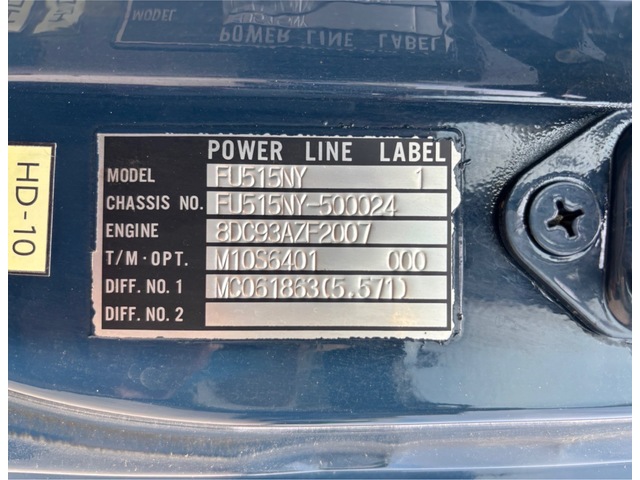 POWER LINE LABEL
MODEL FU515NY 1
CHASSIS NO. FU515NY-500024
ENGINE 8DC93AZF2007
T/M·OPT. M10S6401 000
DIFF. NO. 1 MC061863(5.571)
DIFF. NO. 2
HD-10